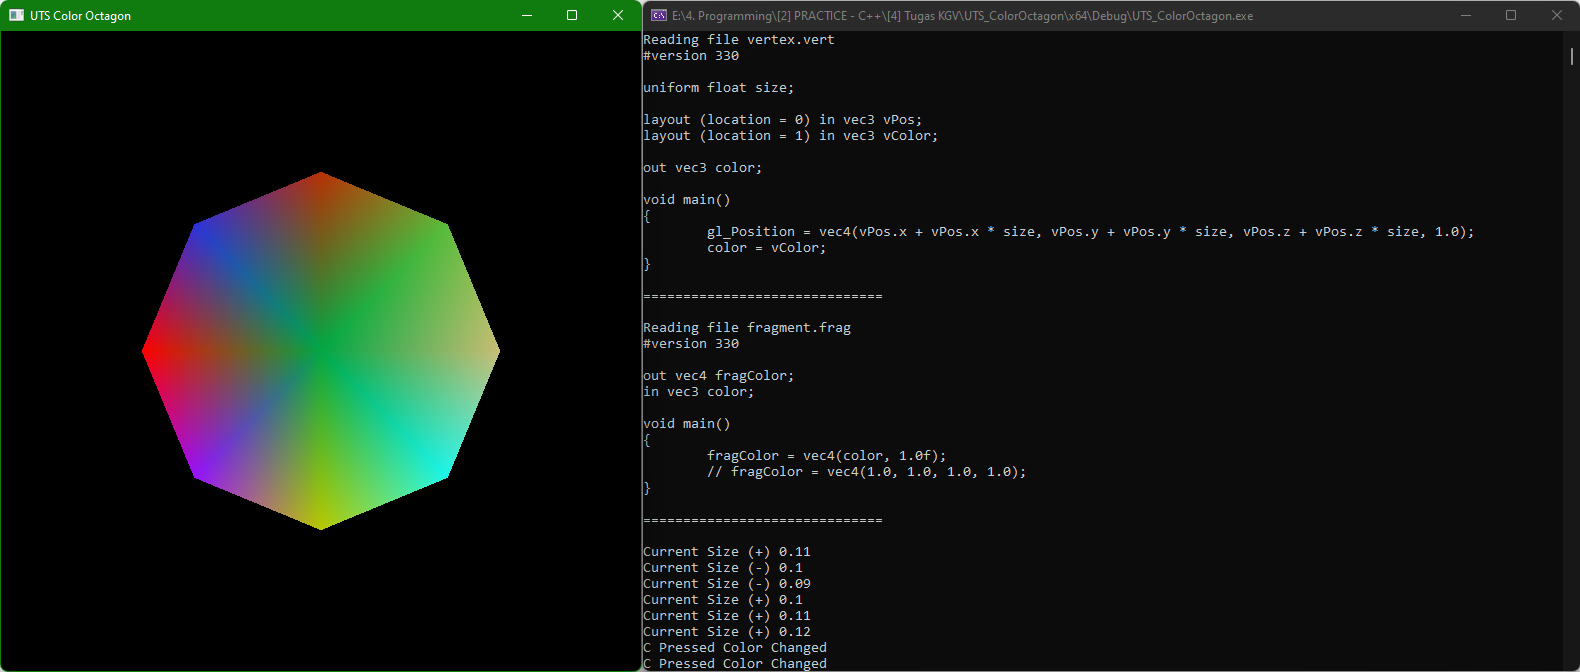 UTS Color Octagon
E:\4. Programming\[2] PRACTICE - C++\[4] Tugas KGV\UTS_ColorOctagon\x64\Debug\UTS_ColorOctagon.exe
Reading file vertex.vert
#version 330
uniform float size;
layout (location = 0) in vec3 vPos;
layout (location = 1) in vec3 vColor;
out vec3 color;
void main()
{
gl_Position = vec4(vPos.x + vPos.x * size, vPos.y + vPos.y * size, vPos.z + vPos.z * size, 1.0);
color = vColor;
}
==============================
Reading file fragment.frag
#version 330
out vec4 fragColor;
in vec3 color;
void main()
{
fragColor = vec4(color, 1.0f);
// fragColor = vec4(1.0, 1.0, 1.0, 1.0);
}
==============================
Current Size (+) 0.11
Current Size (-) 0.1
Current Size (-) 0.09
Current Size (+) 0.1
Current Size (+) 0.11
Current Size (+) 0.12
C Pressed Color Changed
C Pressed Color Changed